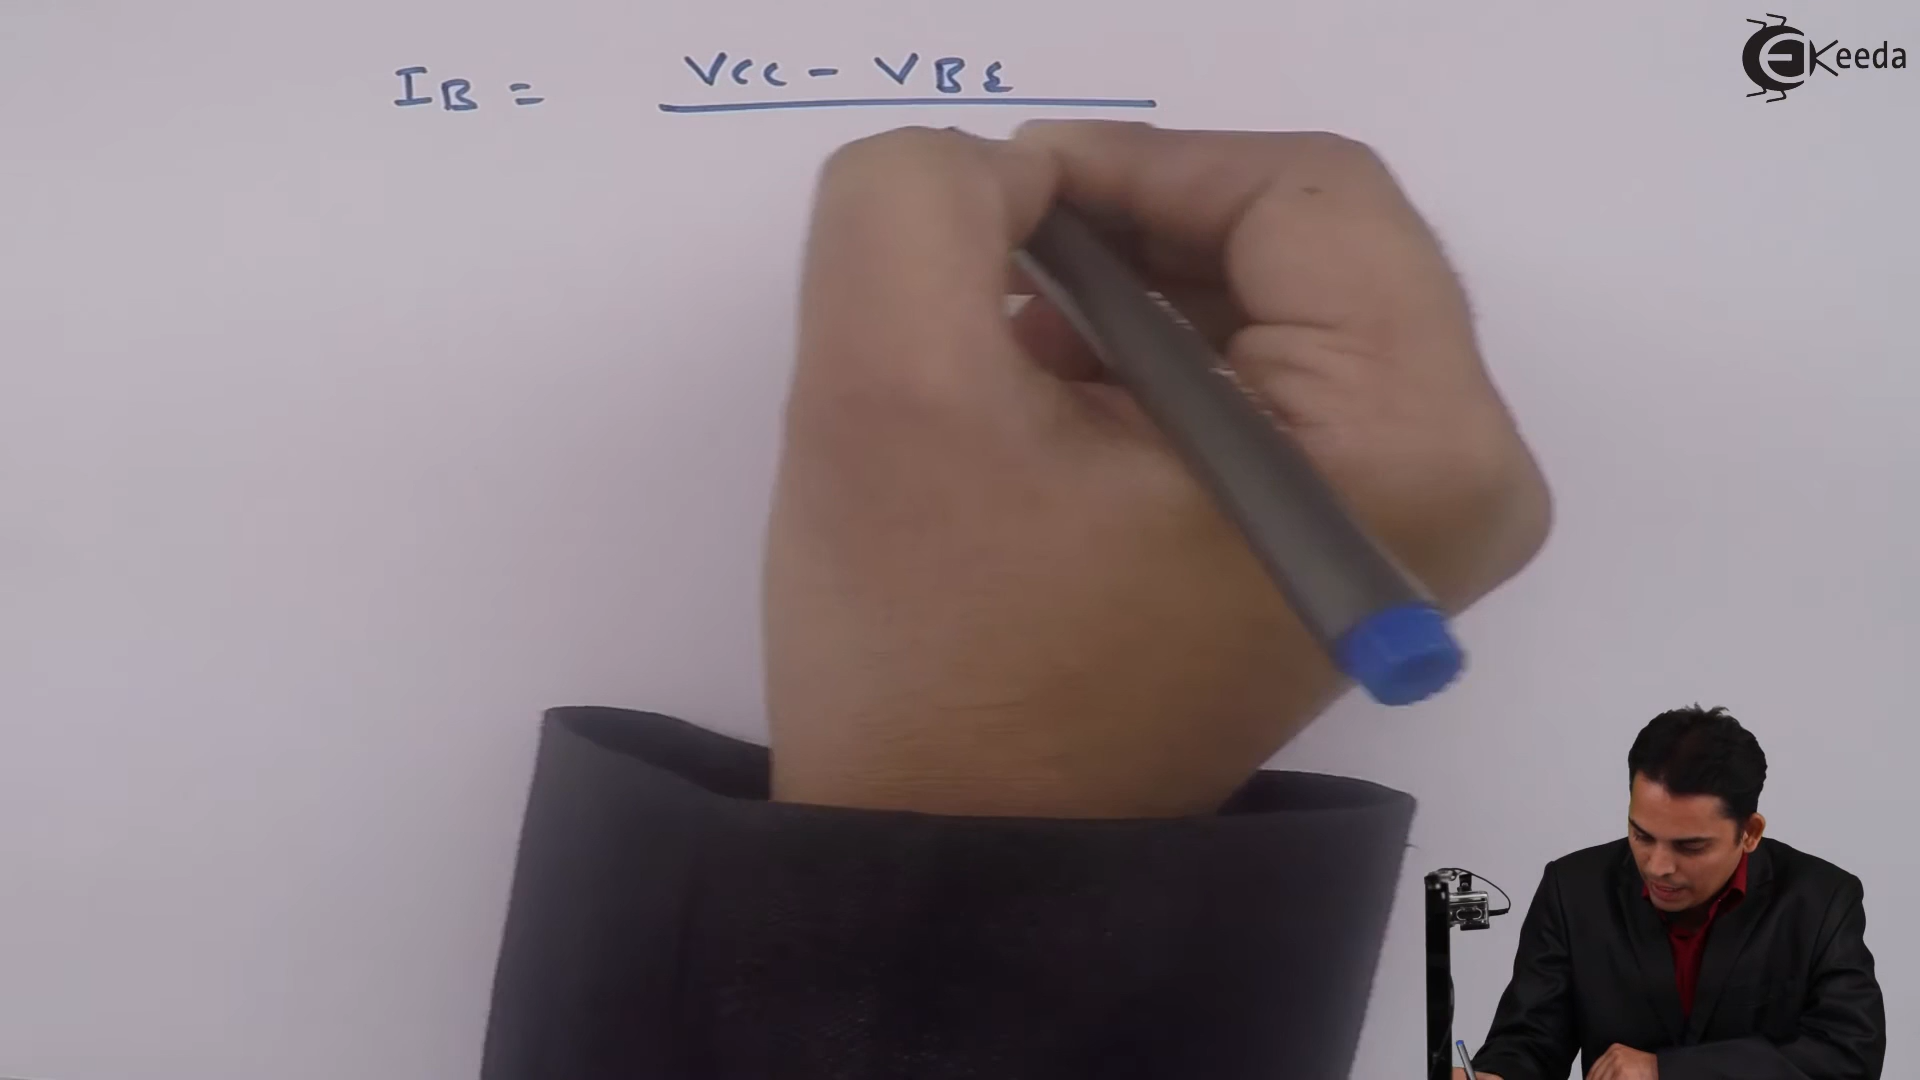 IB = VCC - VBE
EKeeda